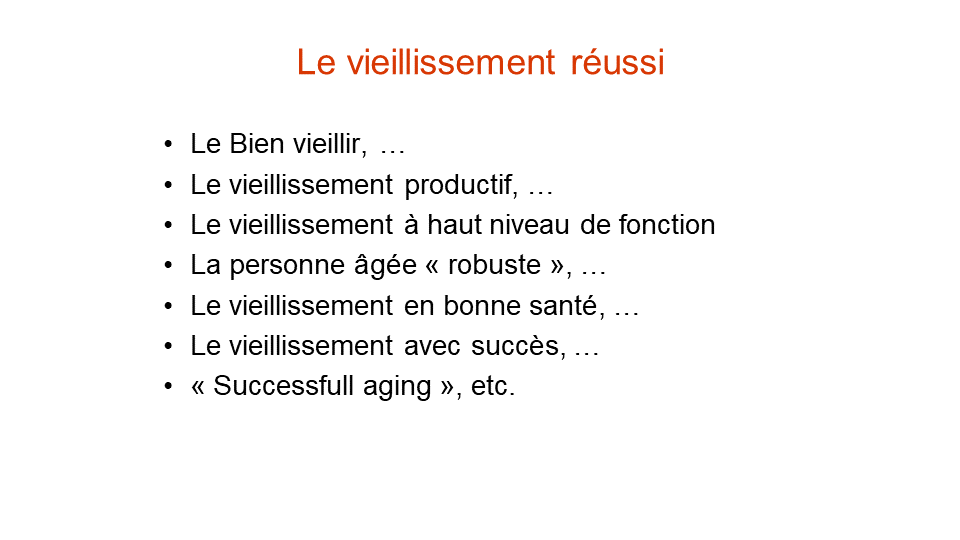 Le vieillissement réussi
• Le Bien vieillir, …
• Le vieillissement productif, …
• Le vieillissement à haut niveau de fonction
• La personne âgée « robuste », …
• Le vieillissement en bonne santé, …
• Le vieillissement avec succès, …
• « Successfull aging », etc.